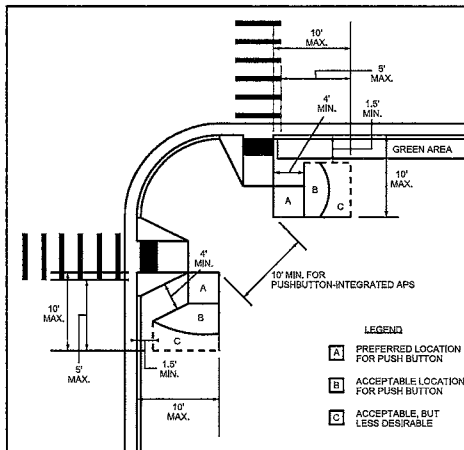 10'
MAX.
5'
MAX.
4'
MIN.
1.5'
MIN.
GREEN AREA
10'
MAX.
A
B
C
4'
MIN.
10' MIN. FOR
PUSHBUTTON-INTEGRATED APS
A
B
C
10'
MAX.
5'
MAX.
1.5'
MIN.
10'
MAX.
LEGEND
A PREFERRED LOCATION
FOR PUSH BUTTON
B ACCEPTABLE LOCATION
FOR PUSH BUTTON
C ACCEPTABLE, BUT
LESS DESIRABLE